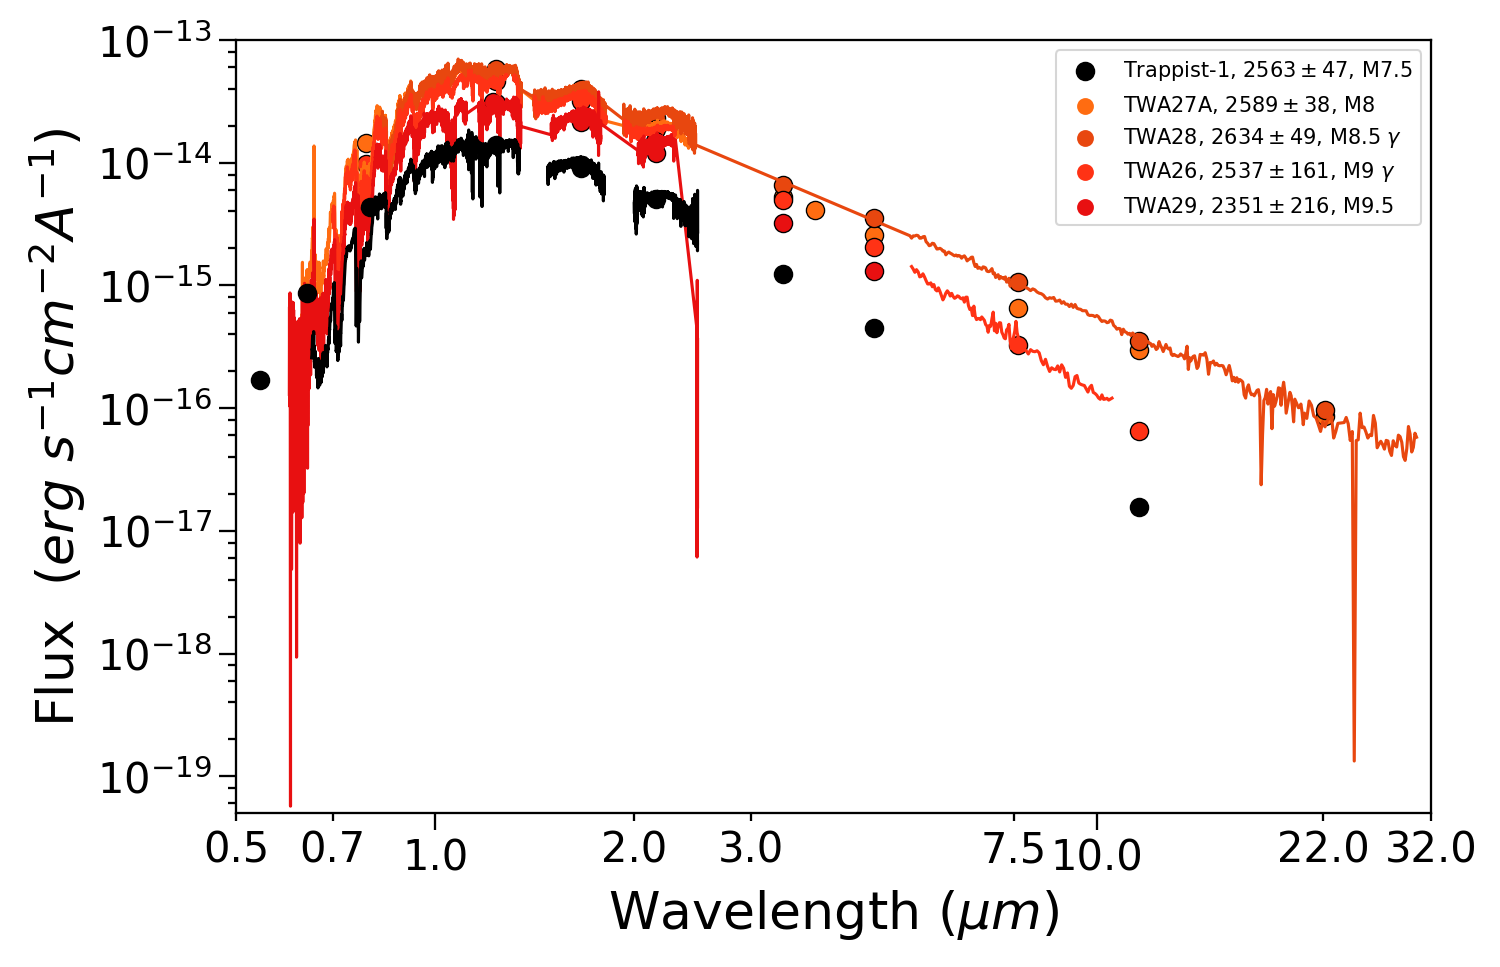 10⁻¹³
10⁻¹⁴
10⁻¹⁵
10⁻¹⁶
10⁻¹⁷
10⁻¹⁸
10⁻¹⁹
Flux (erg s⁻¹cm⁻²A⁻¹)
Trappist-1, 2563 ± 47, M7.5
TWA27A, 2589 ± 38, M8
TWA28, 2634 ± 49, M8.5 γ
TWA26, 2537 ± 161, M9 γ
TWA29, 2351 ± 216, M9.5
0.5 0.7 1.0 2.0 3.0 7.5 10.0 22.0 32.0
Wavelength (μm)